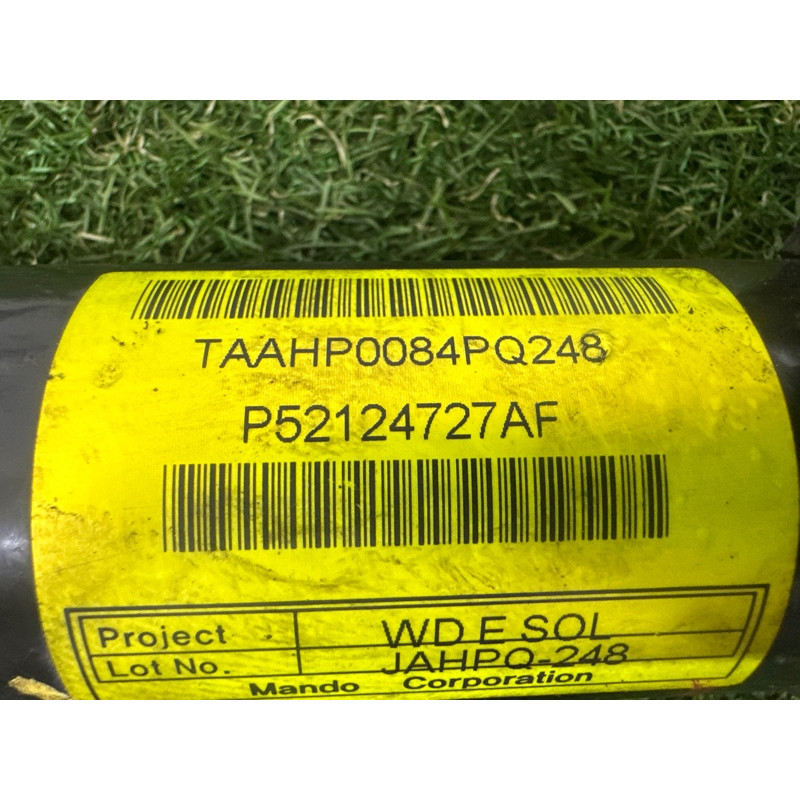 TAAHP0084PQ248
P52124727AF
Project WD E SOL
Lot No. JAHPQ-248
Mando Corporation